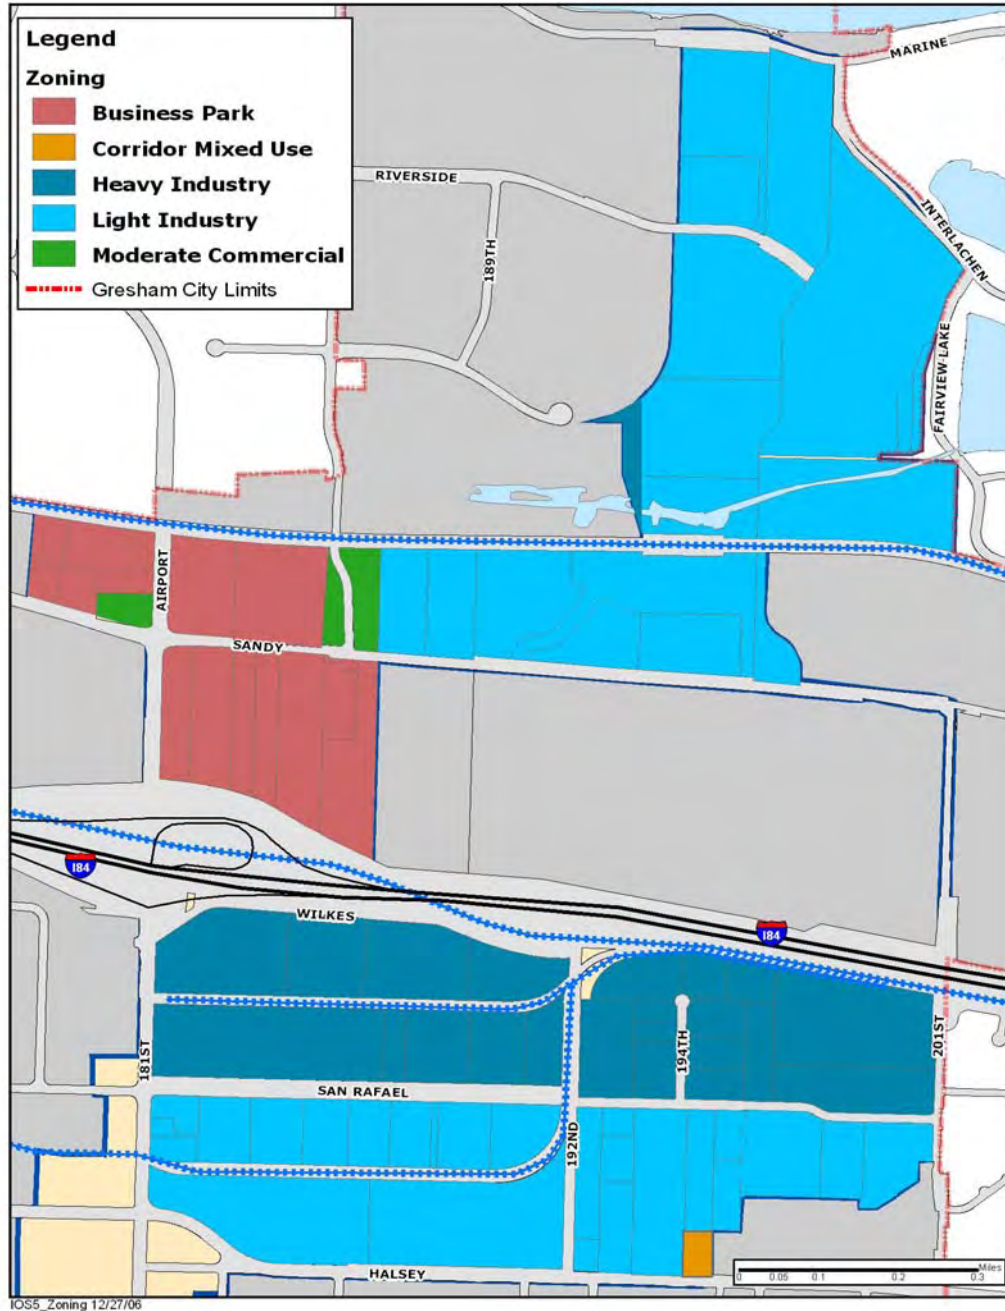 Legend
Zoning
Business Park
Corridor Mixed Use
Heavy Industry
Light Industry
Moderate Commercial
Gresham City Limits
MARINE
RIVERSIDE
189TH
INTERLACHEN
FAIRVIEW-LAKE
AIRPORT
SANDY
I84
WILKES
I84
181ST
194TH
201ST
SAN RAFAEL
192ND
HALSEY
Miles
0 0.05 0.1 0.2 0.3
IOS5_Zoning 12/27/06